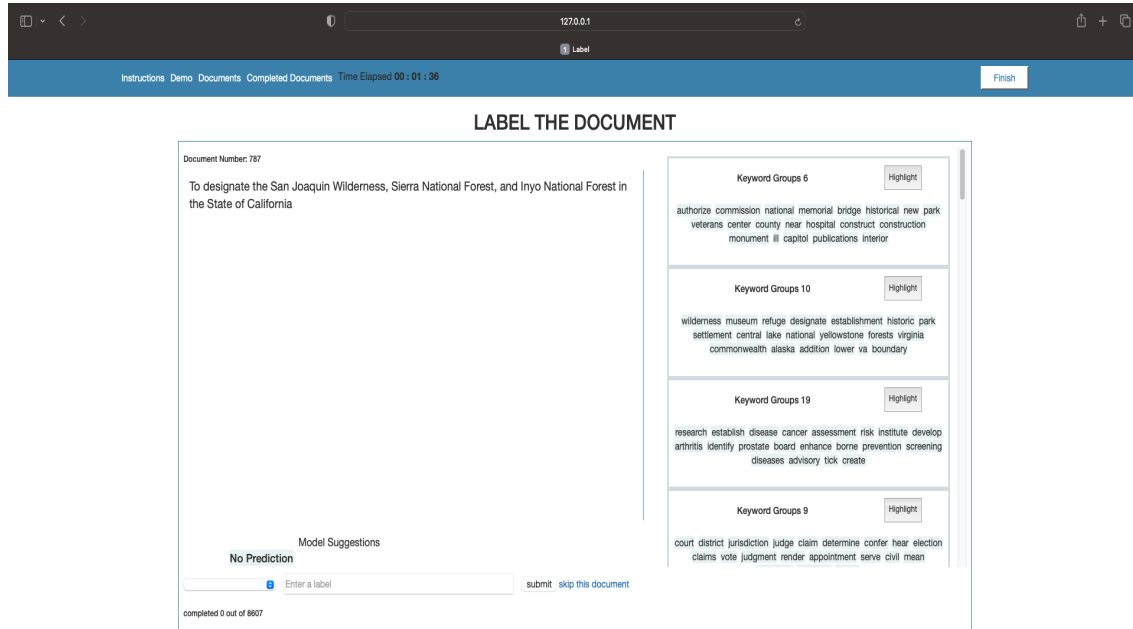 127.0.0.1
1 Label
Instructions Demo Documents Completed Documents Time Elapsed 00 : 01 : 36
Finish
LABEL THE DOCUMENT
Document Number: 787
To designate the San Joaquin Wilderness, Sierra National Forest, and Inyo National Forest in
the State of California
Model Suggestions
No Prediction
Enter a label
submit skip this document
completed 0 out of 8607
Keyword Groups 6
Highlight
authorize commission national memorial bridge historical new park
veterans center county near hospital construct construction
monument ill capitol publications interior
Keyword Groups 10
Highlight
wilderness museum refuge designate establishment historic park
settlement central lake national yellowstone forests virginia
commonwealth alaska addition lower va boundary
Keyword Groups 19
Highlight
research establish disease cancer assessment risk institute develop
arthritis identify prostate board enhance borne prevention screening
diseases advisory tick create
Keyword Groups 9
Highlight
court district jurisdiction judge claim determine confer hear election
claims vote judgment render appointment serve civil mean